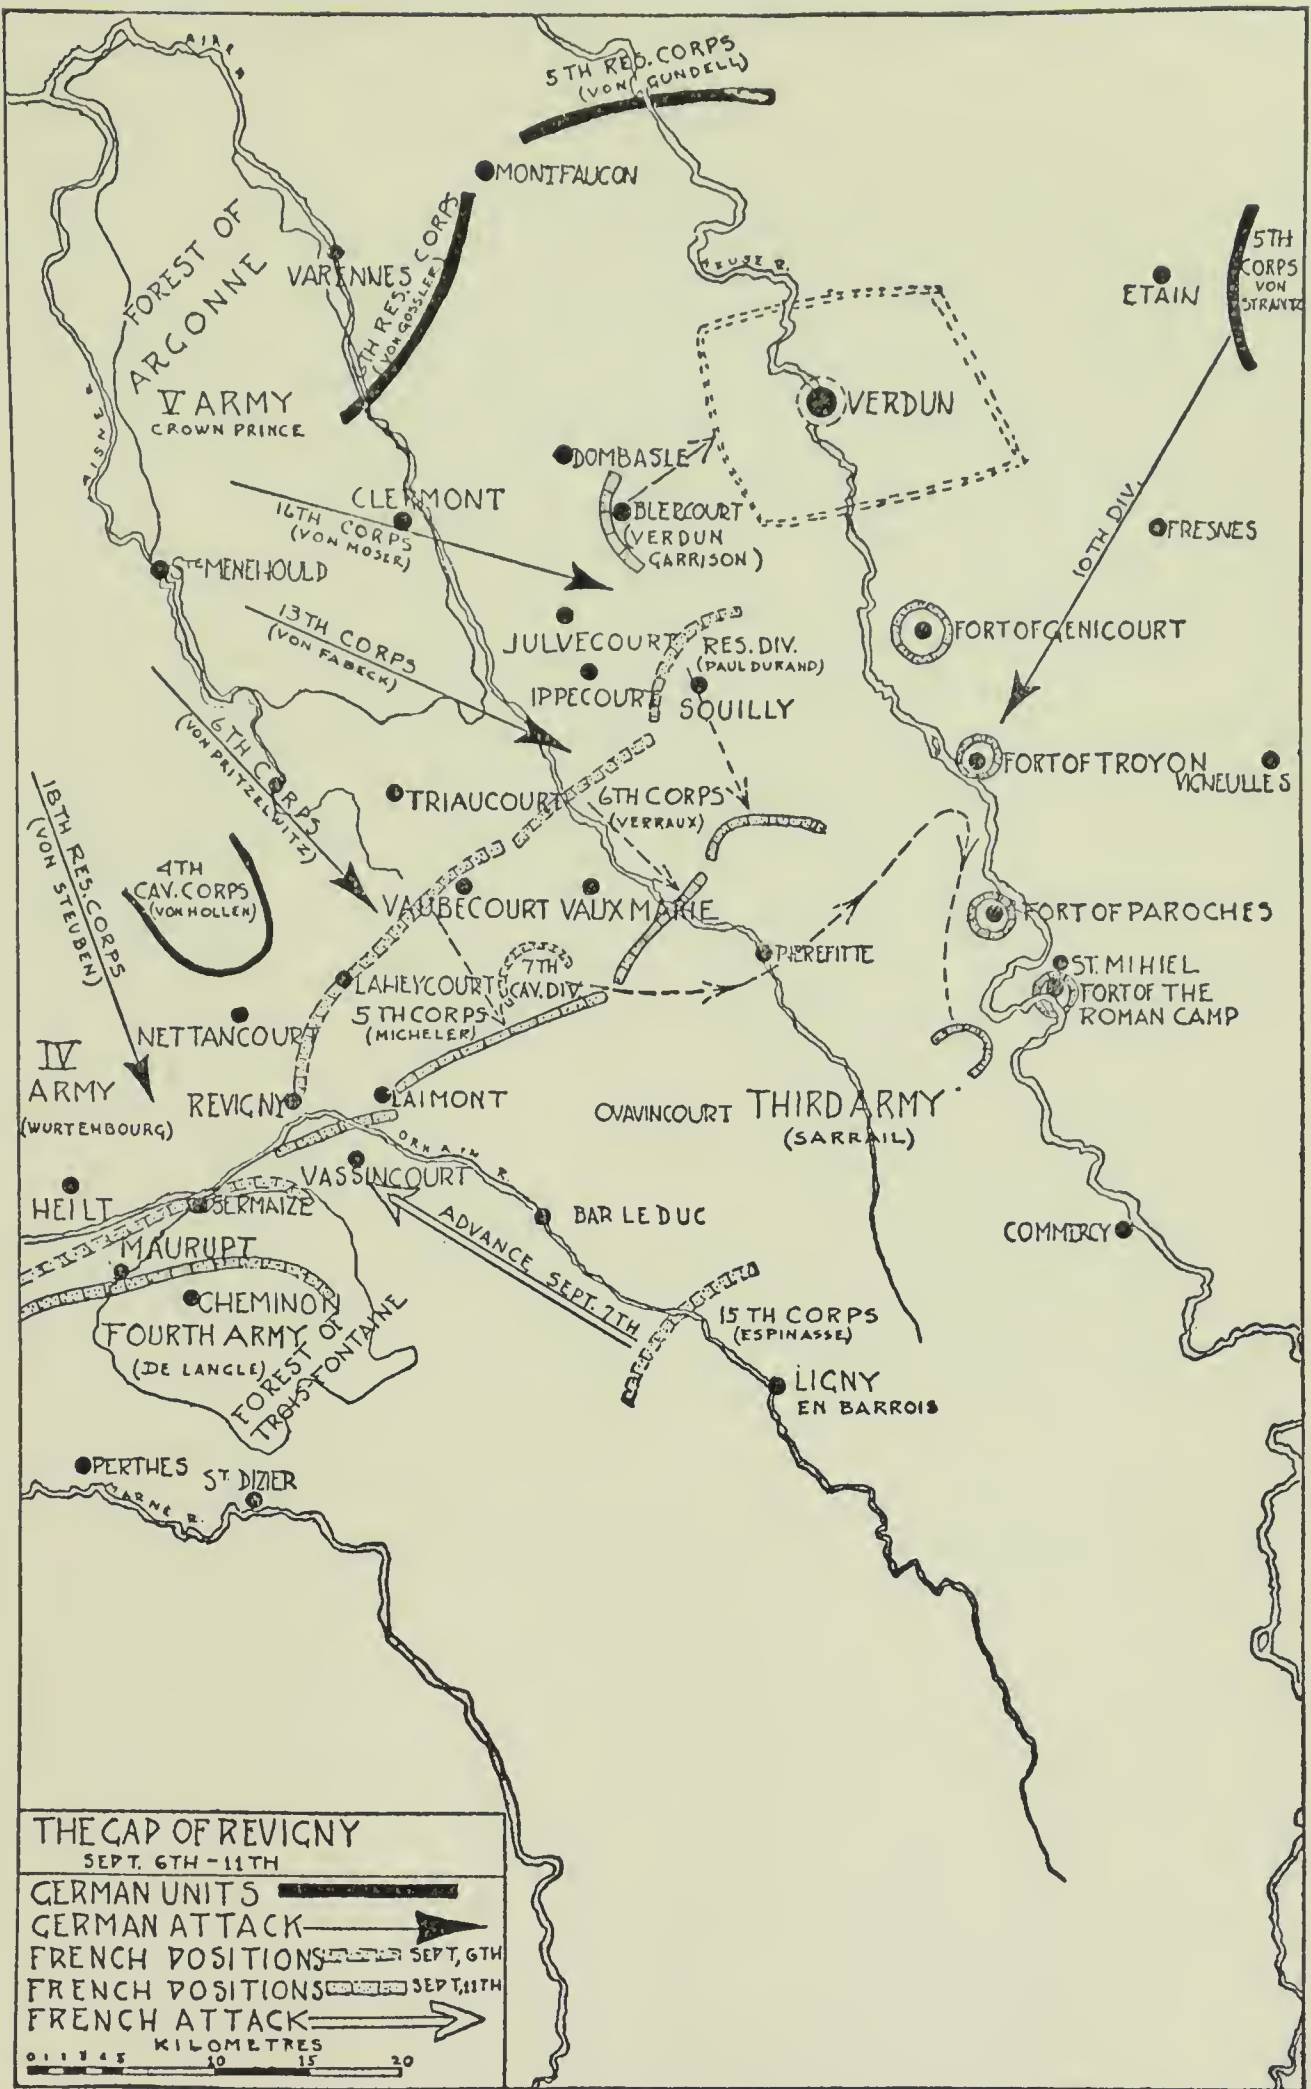 AIRE
5TH RES. CORPS
(VON GUNDELL)
MONTFAUCON
FOREST OF
ARGONNE
VARENNES
TH RES. CORPS
(VON GOSSLER)
MEUSE R.
ETAIN
5TH
CORPS
VON
STRANTZ
V ARMY
CROWN PRINCE
AISNE
VERDUN
DOMBASLE
CLERMONT
16TH CORPS
(VON MOSER)
BLERCOURT
(VERDUN
GARRISON)
10TH DIV.
FRESNES
STE MENEHOULD
13TH CORPS
(VON FABECK)
JULVECOURT
RES. DIV.
(PAUL DURAND)
FORT OF GENICOURT
IPPECOURT
SOUILLY
6TH CORPS
(VON PRITZELWITZ)
FORT OF TROYON
VIGNEULLES
18TH RES. CORPS
(VON STEUBEN)
TRIAUCOURT
6TH CORPS
(VERRAUX)
4TH
CAV. CORPS
(VON HOLLEN)
VAUBECOURT
VAUX MARIE
FORT OF PAROCHES
PIEREFITTE
LAHEYCOURT
7TH
CAV. DIV.
ST. MIHIEL
FORT OF THE
ROMAN CAMP
5TH CORPS
(MICHELER)
NETTANCOURT
IV
ARMY
(WURTEMBOURG)
REVIGNY
LAIMONT
OVAVINCOURT
THIRD ARMY
(SARRAIL)
ORNAIN R.
VASSINCOURT
HEILT
SERMAIZE
BAR LE DUC
COMMERCY
ADVANCE SEPT. 7TH
MAURUPT
CHEMINON
FOURTH ARMY
(DE LANGLE)
FOREST OF
TROIS-FONTAINE
15TH CORPS
(ESPINASSE)
LIGNY
EN BARROIS
PERTHES
ST. DIZIER
MARNE R.
THE GAP OF REVIGNY
SEPT. 6TH-11TH
GERMAN UNITS
GERMAN ATTACK
FRENCH POSITIONS SEPT, 6TH
FRENCH POSITIONS SEPT, 11TH
FRENCH ATTACK
KILOMETRES
0 1 2 3 4 5 10 15 20